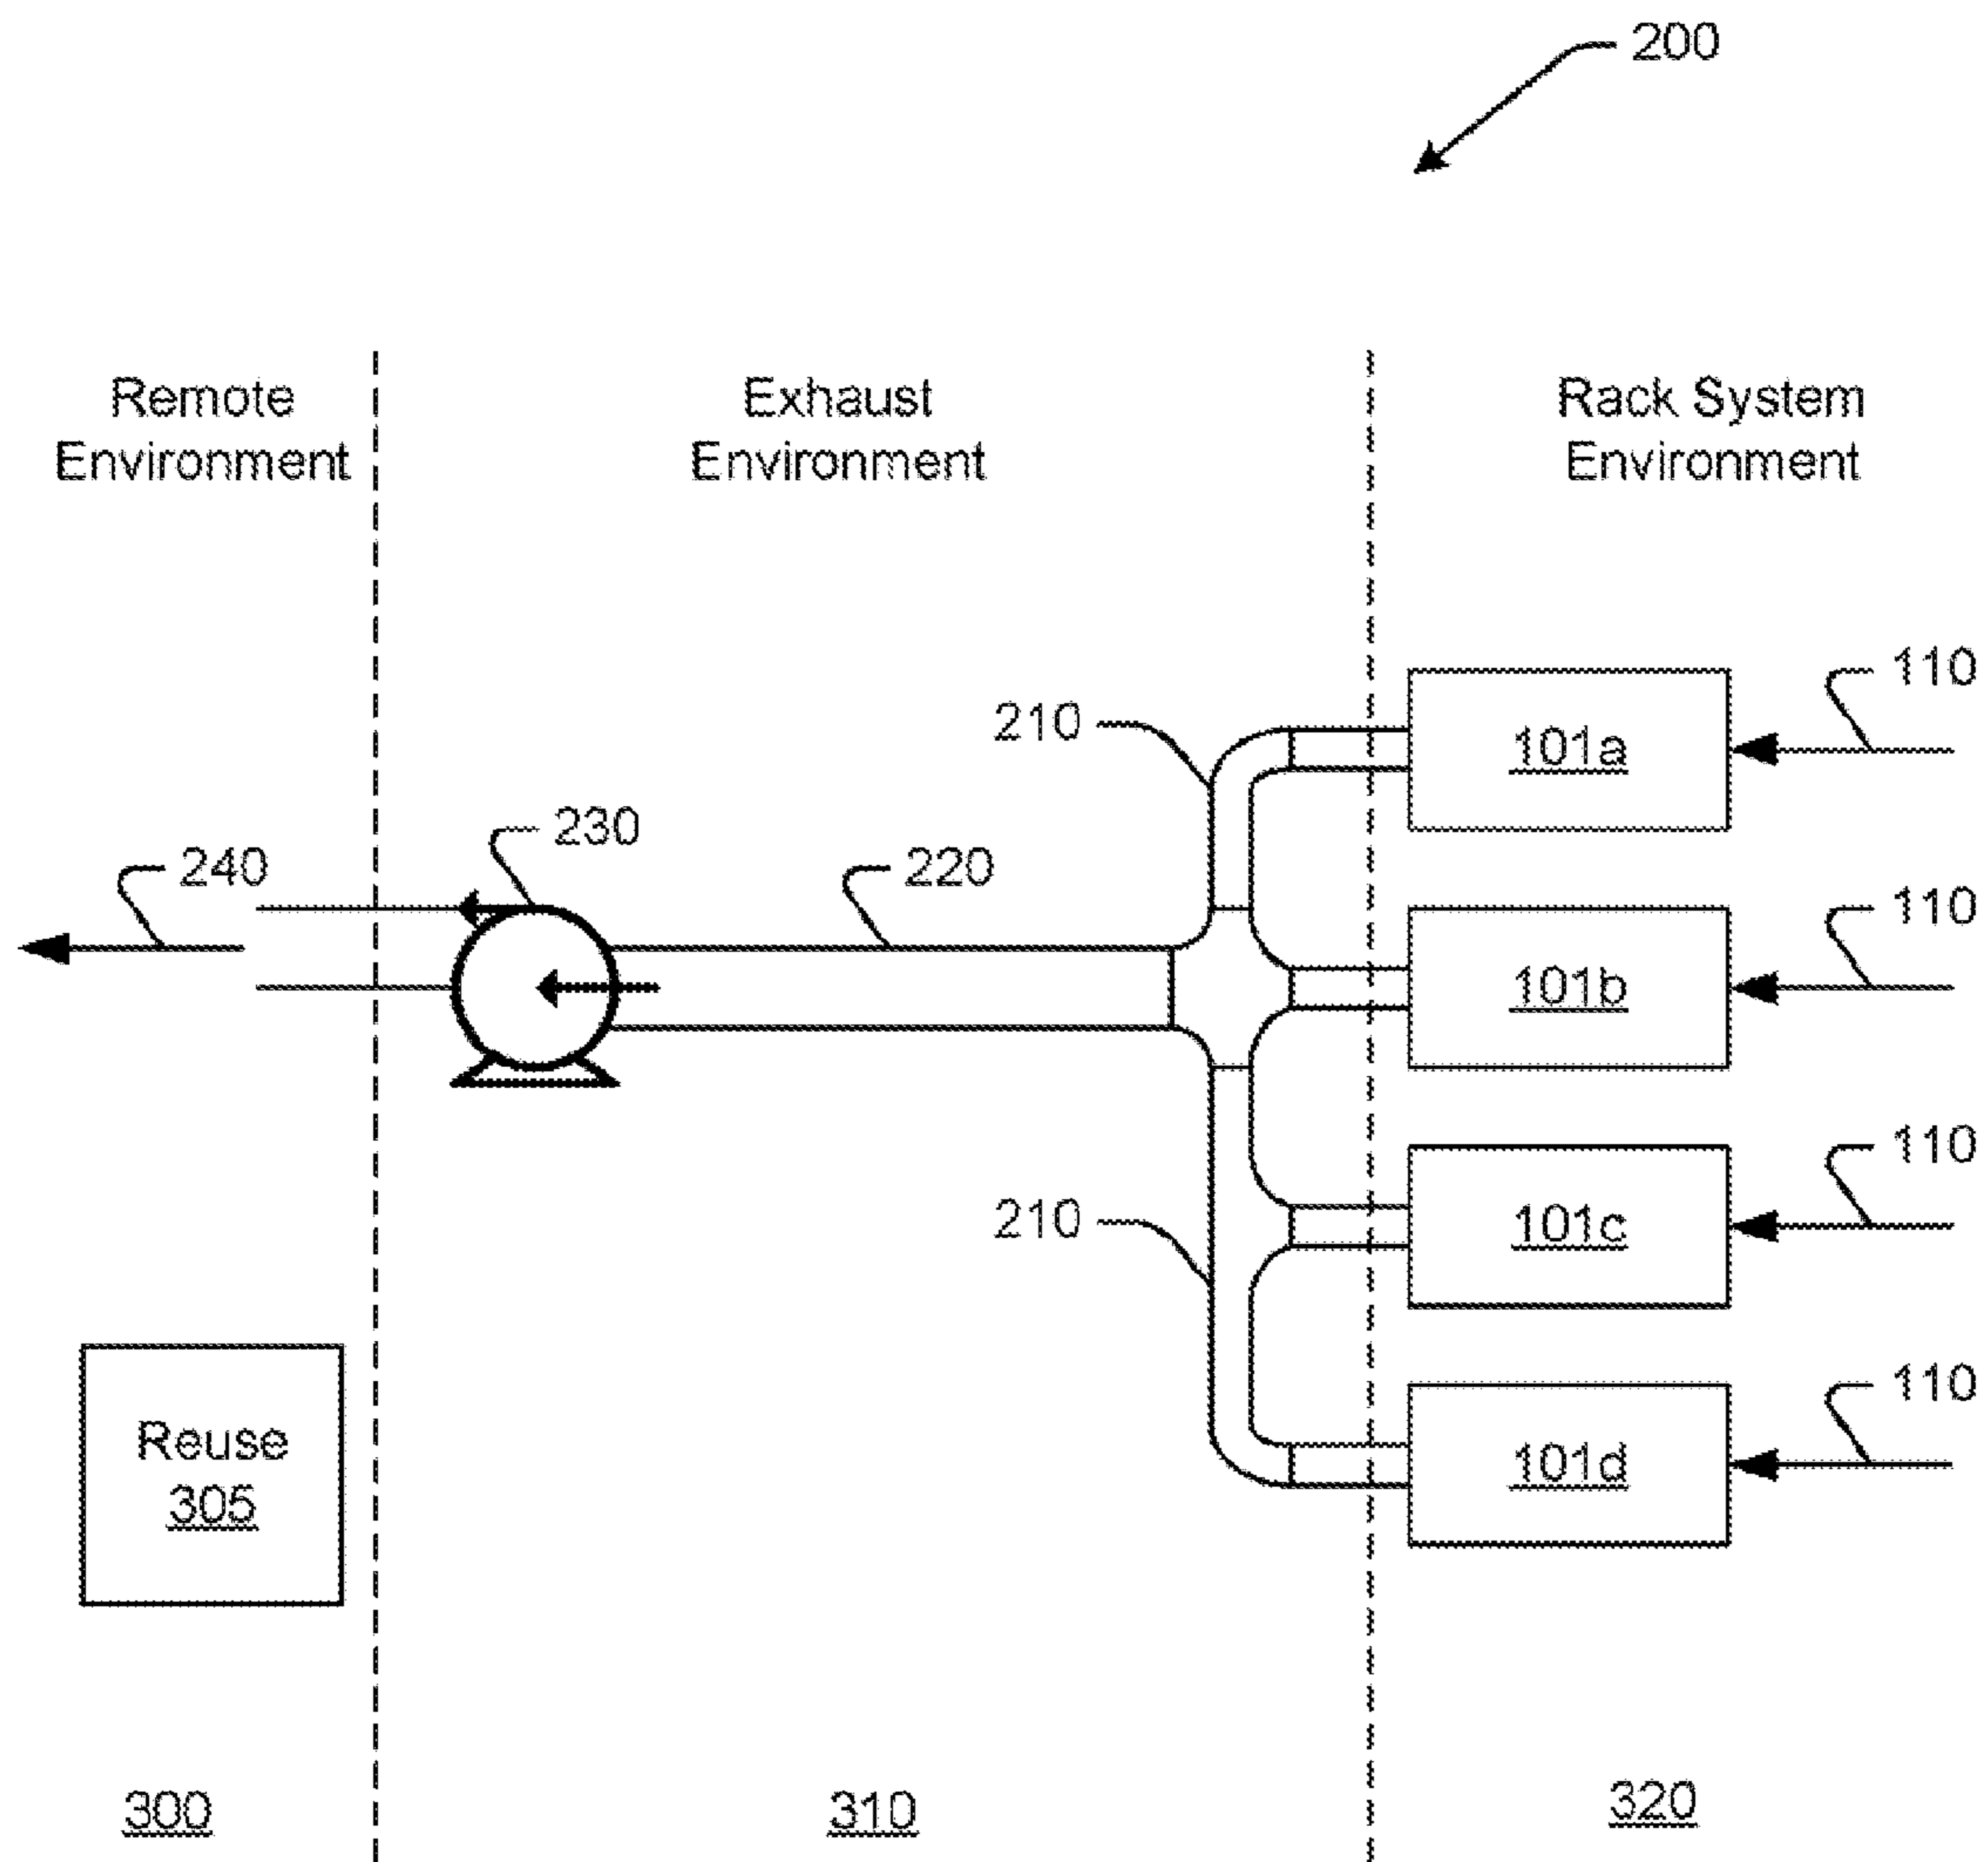 200
Remote
Environment
Exhaust
Environment
Rack System
Environment
110
210
101a
230
240
220
110
101b
110
210
101c
110
Reuse
305
101d
300
310
320